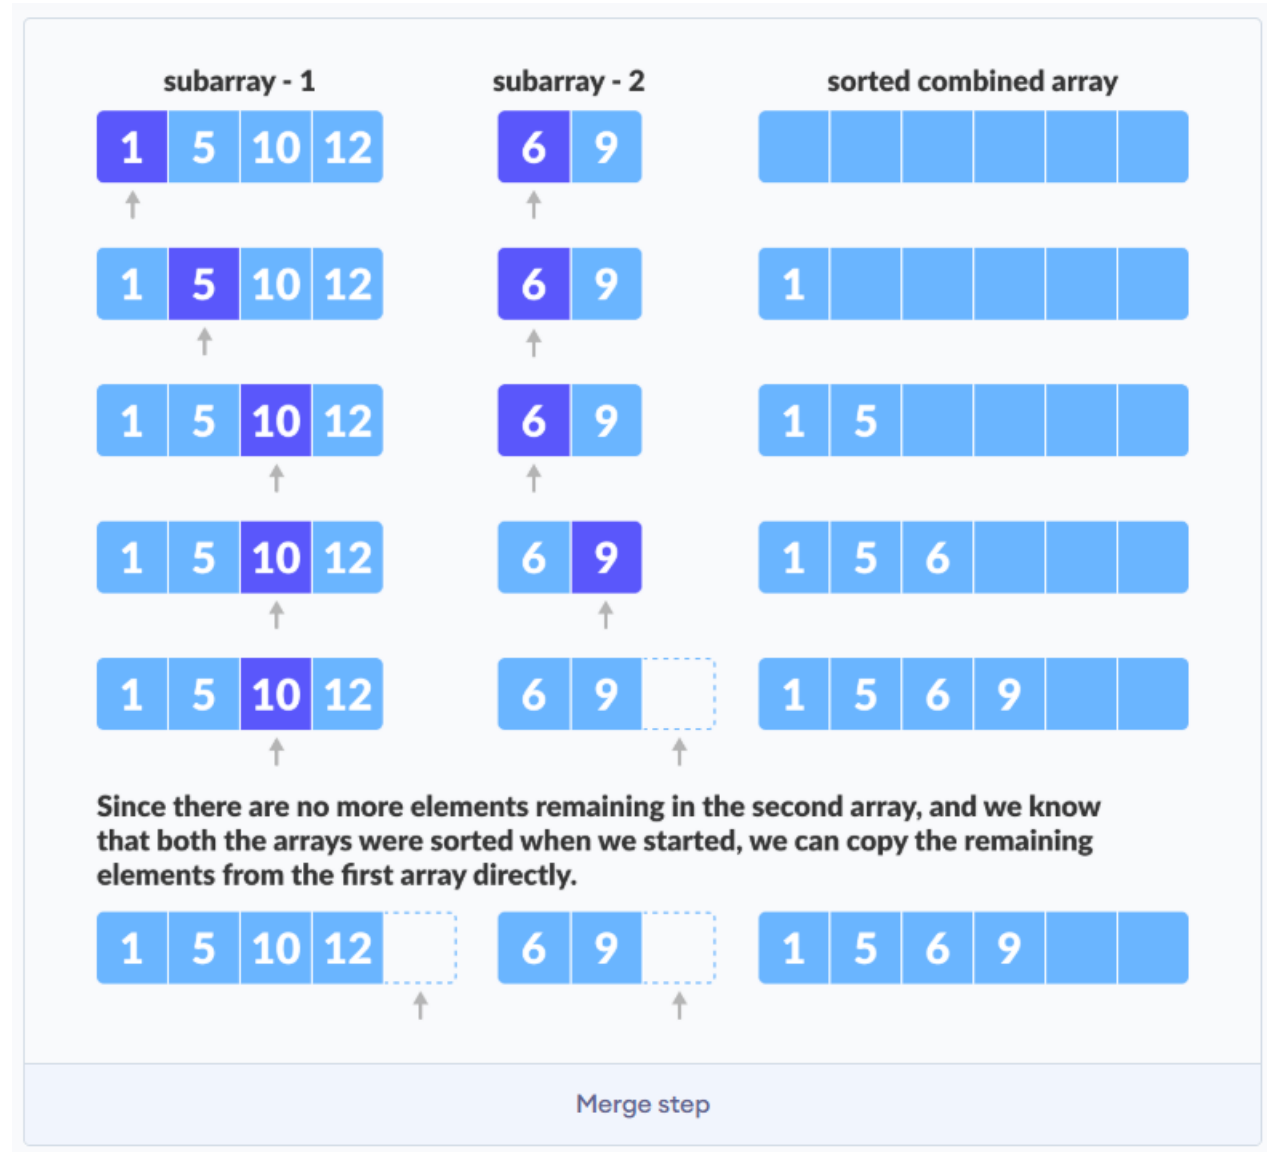 subarray - 1 subarray - 2 sorted combined array
1 5 10 12 6 9
1 5 10 12 6 9 1
1 5 10 12 6 9 1 5
1 5 10 12 6 9 1 5 6
1 5 10 12 6 9 1 5 6 9
Since there are no more elements remaining in the second array, and we know
that both the arrays were sorted when we started, we can copy the remaining
elements from the first array directly.
1 5 10 12 6 9 1 5 6 9
Merge step